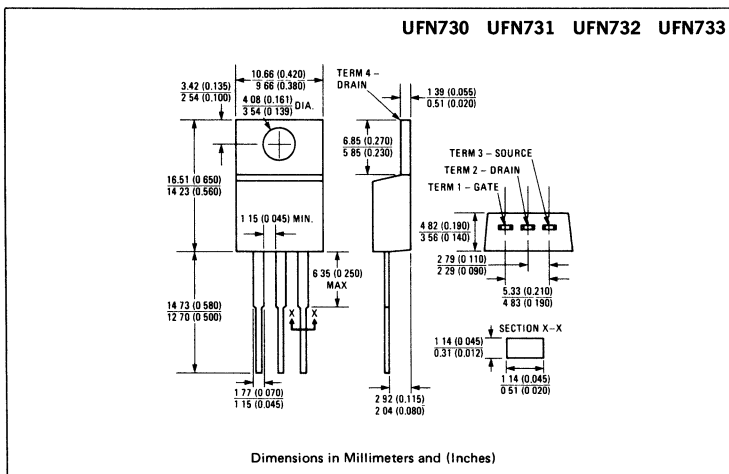 UFN730 UFN731 UFN732 UFN733
10.66 (0.420)
9 66 (0.380)
3.42 (0.135)
2 54 (0.100)
4 08 (0.161)
3 54 (0 139)
DIA.
TERM 4 –
DRAIN
1 39 (0.055)
0.51 (0 020)
6.85 (0.270)
5 85 (0.230)
16.51 (0 650)
14 23 (0.560)
1 15 (0 045) MIN.
6 35 (0 250)
MAX
14 73 (0 580)
12 70 (0 500)
X X
1 77 (0 070)
1 15 (0.045)
2 92 (0.115)
2 04 (0.080)
TERM 3 – SOURCE
TERM 2 – DRAIN
TERM 1 – GATE
4 82 (0.190)
3 56 (0 140)
2 79 (0 110)
2 29 (0 090)
5.33 (0.210)
4 83 (0 190)
SECTION X–X
1 14 (0 045)
0.31 (0 012)
1 14 (0.045)
0 51 (0 020)
Dimensions in Millimeters and (Inches)